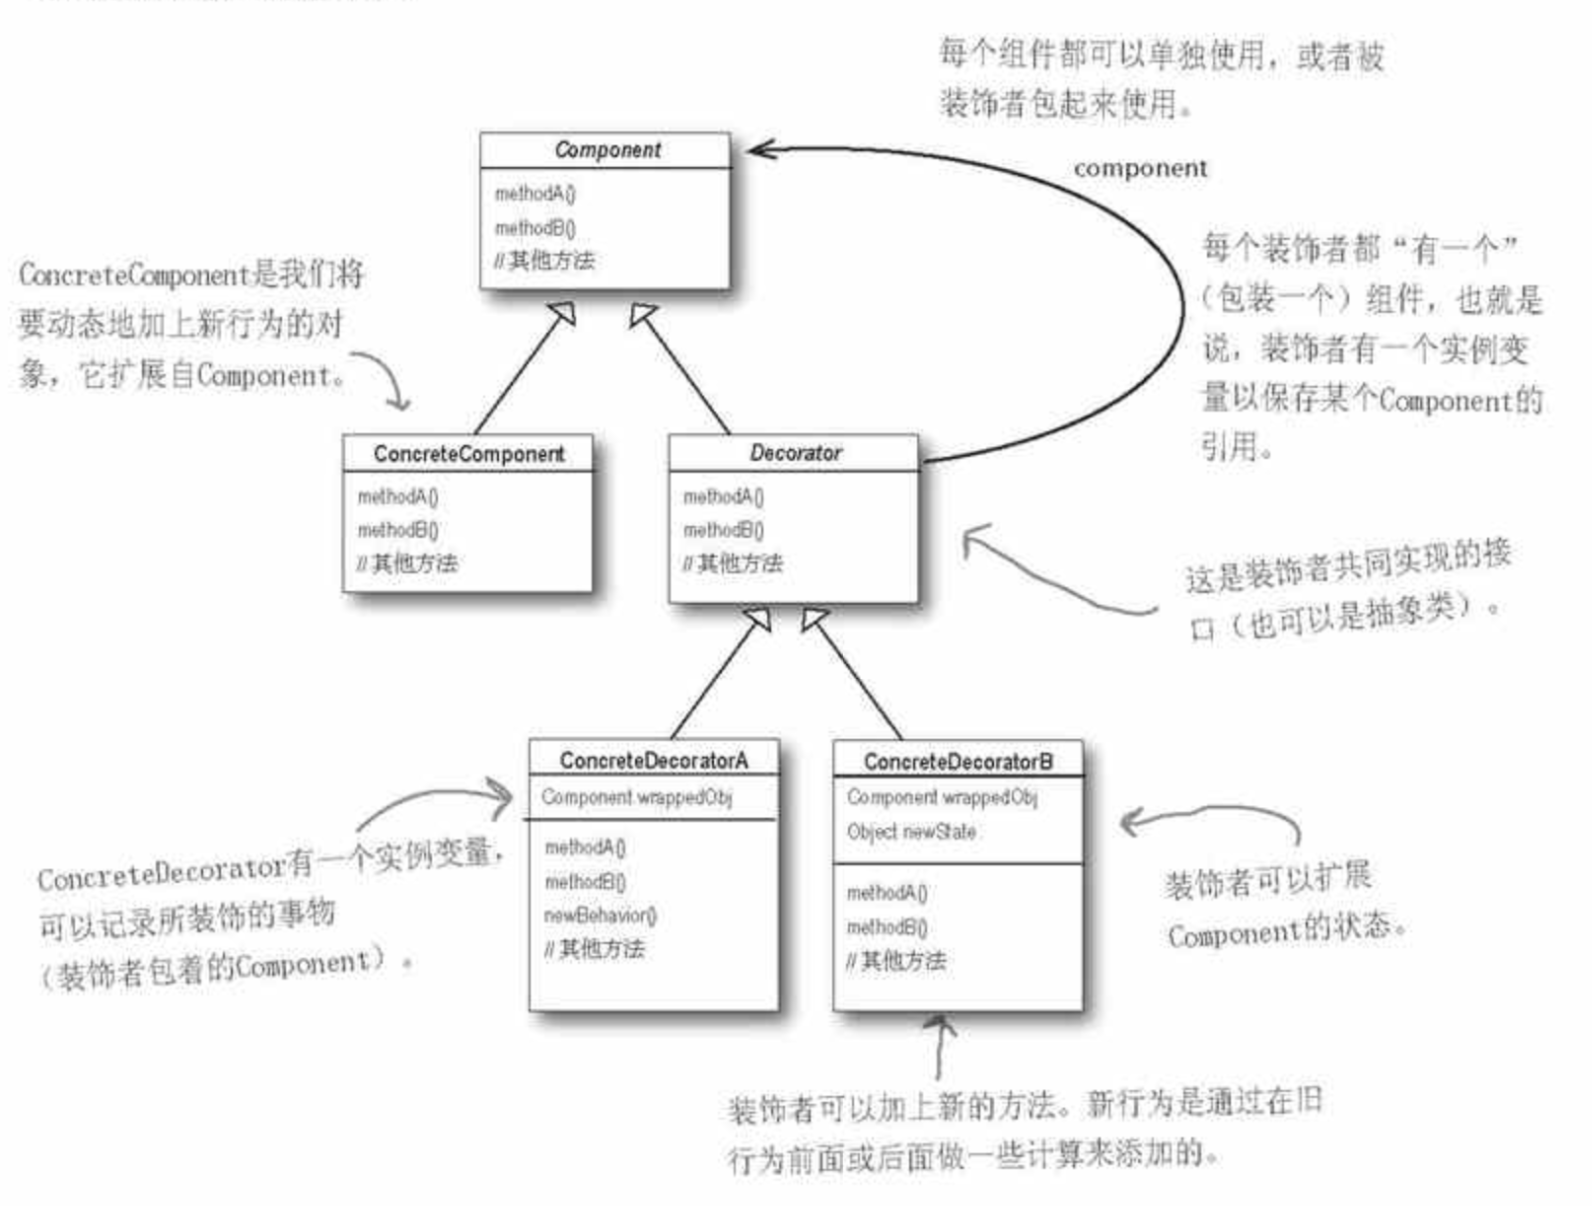 每个组件都可以单独使用，或者被
装饰者包起来使用。
Component
methodA()
methodB()
//其他方法
component
ConcreteComponent是我们将
要动态地加上新行为的对
象，它扩展自Component。
每个装饰者都“有一个”
（包装一个）组件，也就是
说，装饰者有一个实例变
量以保存某个Component的
引用。
ConcreteComponent
methodA()
methodB()
//其他方法
Decorator
methodA()
methodB()
//其他方法
这是装饰者共同实现的接
口（也可以是抽象类）。
ConcreteDecoratorA
Component wrappedObj
methodA()
methodB()
newBehavior()
//其他方法
ConcreteDecoratorB
Component wrappedObj
Object newState
methodA()
methodB()
//其他方法
ConcreteDecorator有一个实例变量，
可以记录所装饰的事物
（装饰者包着的Component）。
装饰者可以扩展
Component的状态。
装饰者可以加上新的方法。新行为是通过在旧
行为前面或后面做一些计算来添加的。